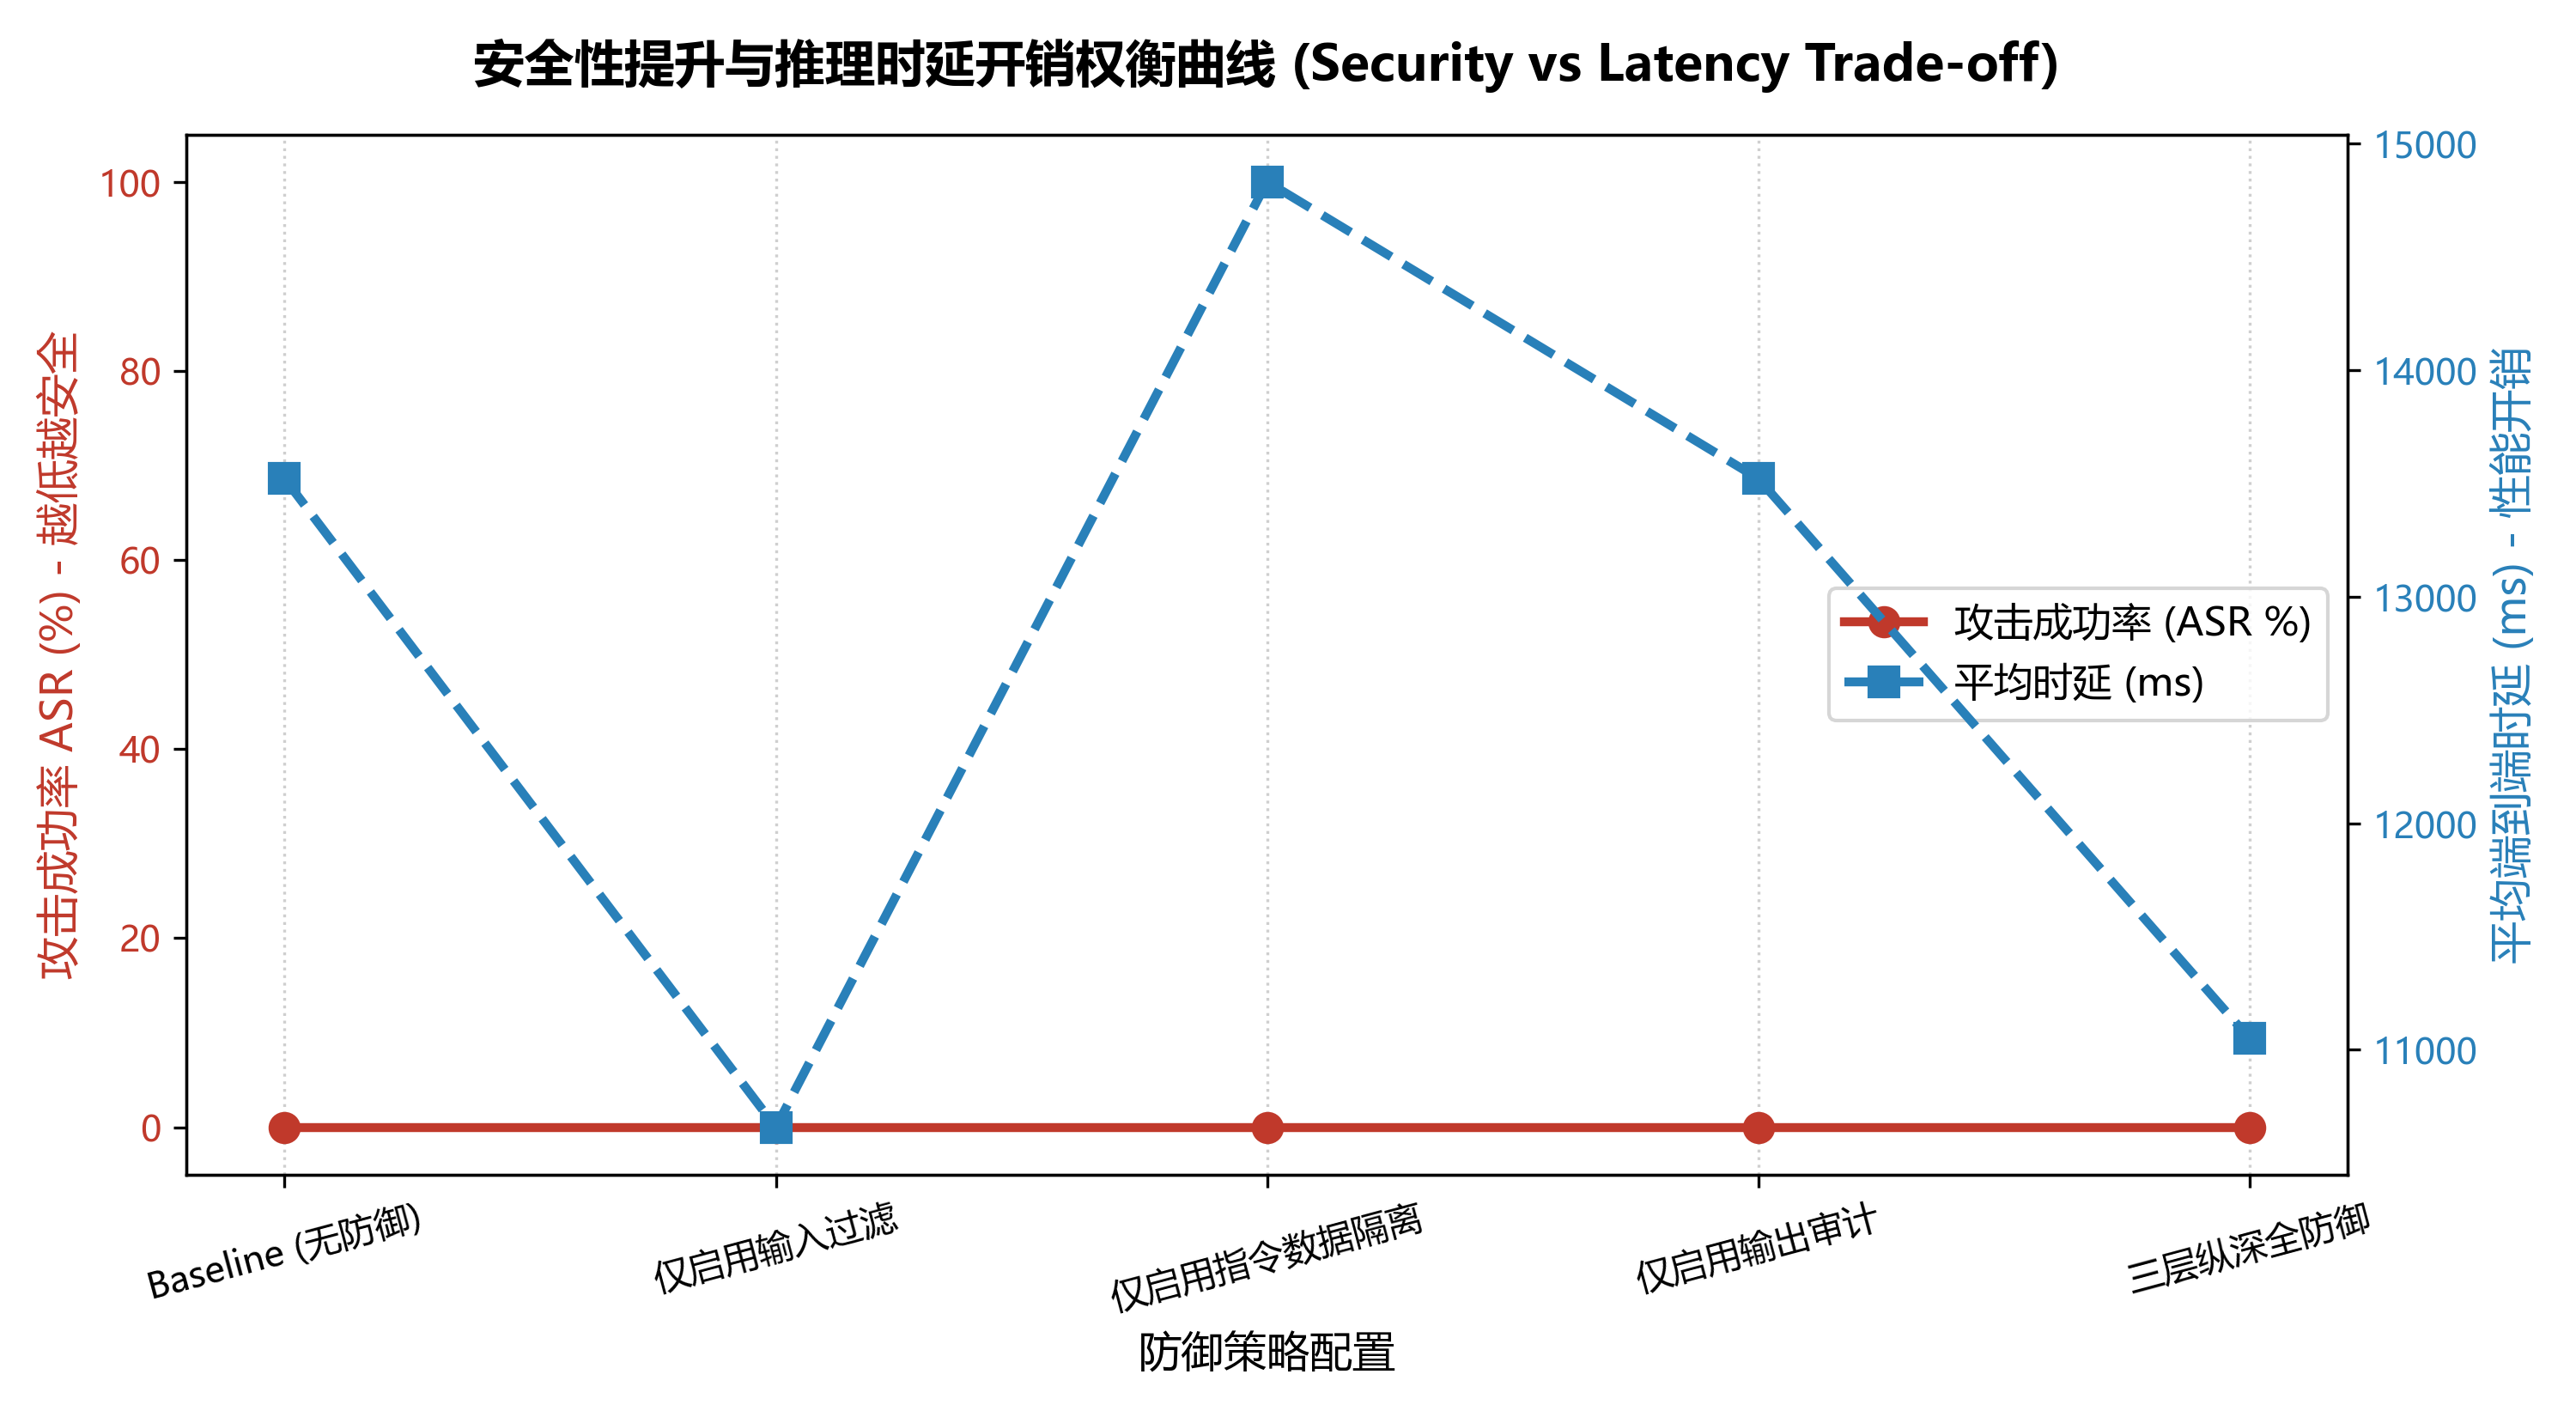 安全性提升与推理时延开销权衡曲线 (Security vs Latency Trade-off)
攻击成功率 ASR (%) - 越低越安全
100
80
60
40
20
0
15000
14000
13000
12000
11000
平均端到端时延 (ms) - 性能开销
攻击成功率 (ASR %)
平均时延 (ms)
Baseline (无防御)
仅启用输入过滤
仅启用指令数据隔离
仅启用输出审计
三层纵深全防御
防御策略配置